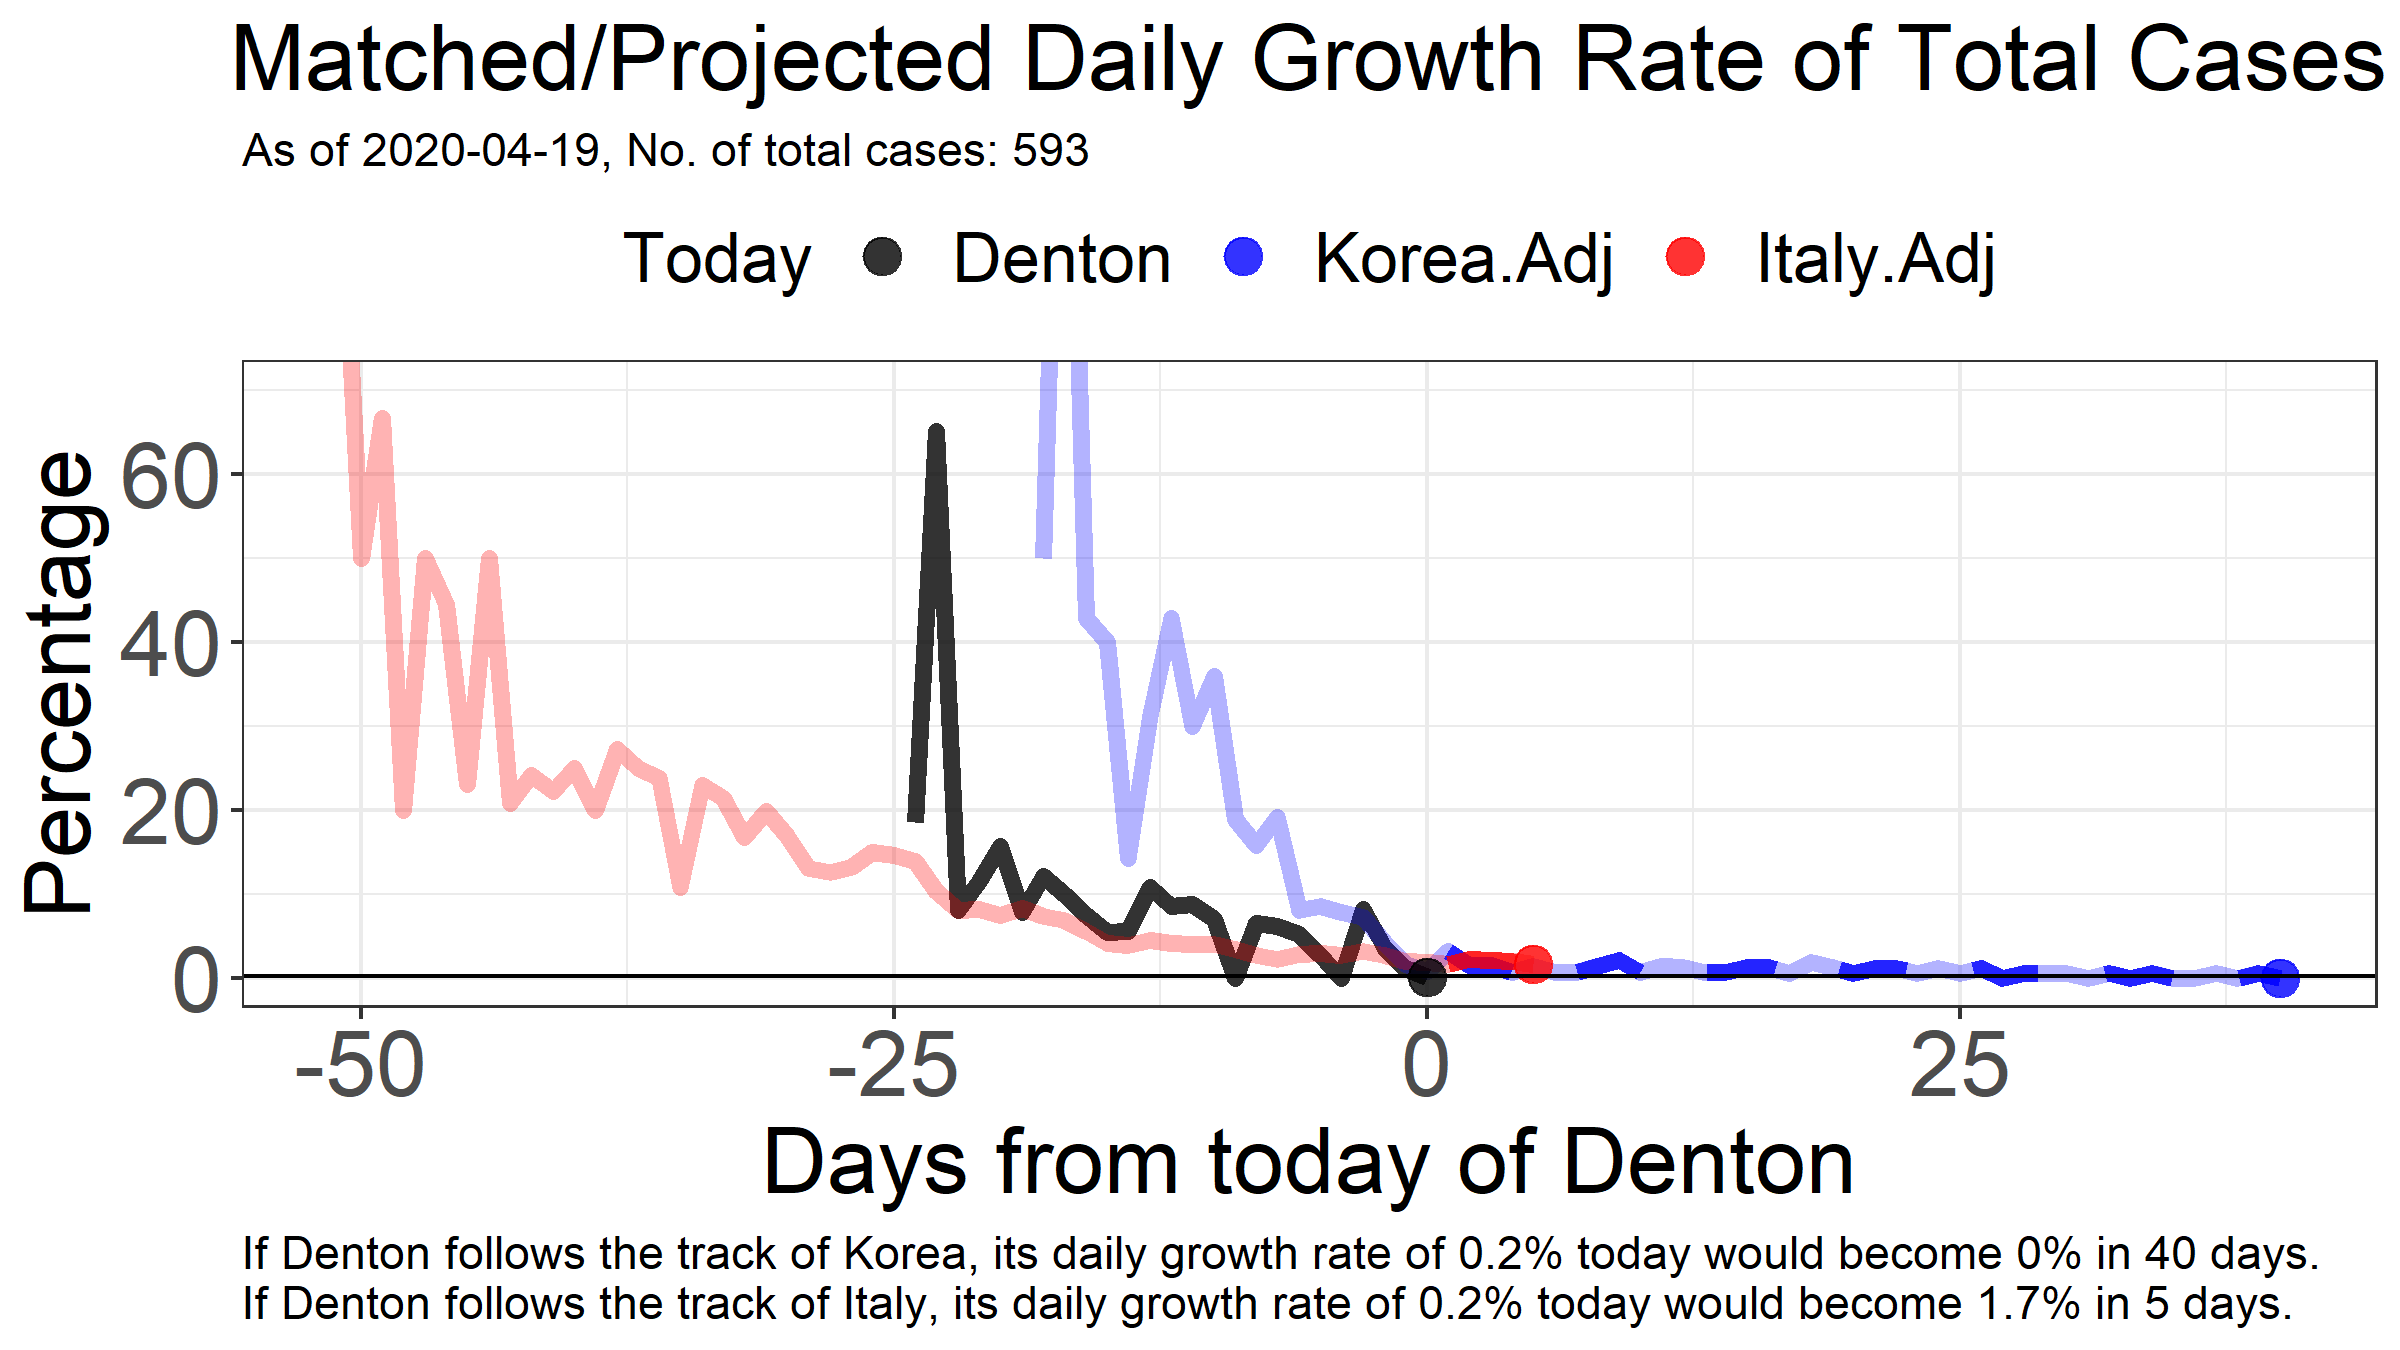 Matched/Projected Daily Growth Rate of Total Cases
As of 2020-04-19, No. of total cases: 593
Today Denton Korea.Adj Italy.Adj
Percentage
60
40
20
0
-50 -25 0 25
Days from today of Denton
If Denton follows the track of Korea, its daily growth rate of 0.2% today would become 0% in 40 days.
If Denton follows the track of Italy, its daily growth rate of 0.2% today would become 1.7% in 5 days.